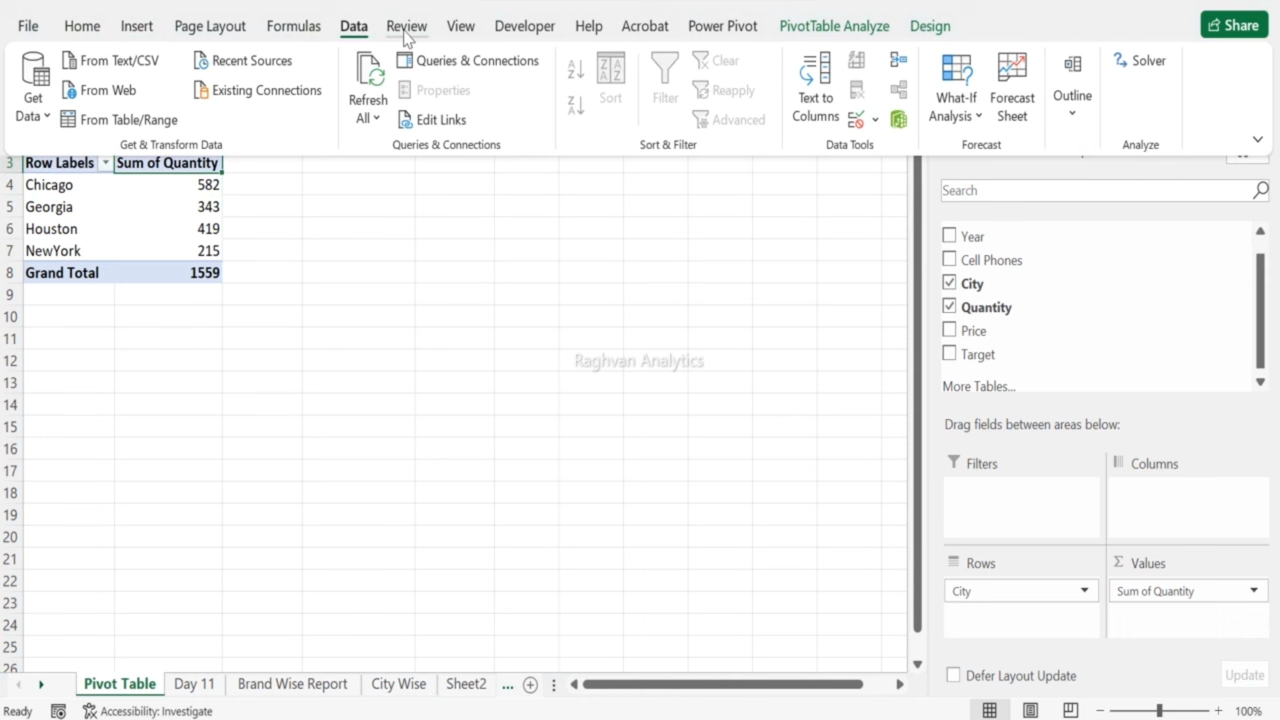 File Home Insert Page Layout Formulas Data Review View Developer Help Acrobat Power Pivot PivotTable Analyze Design Share
Get Data
From Text/CSV
From Web
From Table/Range
Recent Sources
Existing Connections
Get & Transform Data
Refresh All
Queries & Connections
Properties
Edit Links
Queries & Connections
Sort
Filter
Clear
Reapply
Advanced
Sort & Filter
Text to Columns
Data Tools
What-If Analysis
Forecast Sheet
Forecast
Outline
Solver
Analyze
3 Row Labels Sum of Quantity
4 Chicago 582
5 Georgia 343
6 Houston 419
7 NewYork 215
8 Grand Total 1559
9
10
11
12
13
14
15
16
17
18
19
20
21
22
23
24
25
26
Raghvan Analytics
Search
Year
Cell Phones
City
Quantity
Price
Target
More Tables...
Drag fields between areas below:
Filters
Columns
Rows
Σ Values
City
Sum of Quantity
Defer Layout Update
Update
Pivot Table Day 11 Brand Wise Report City Wise Sheet2 ...
Ready
Accessibility: Investigate
100%